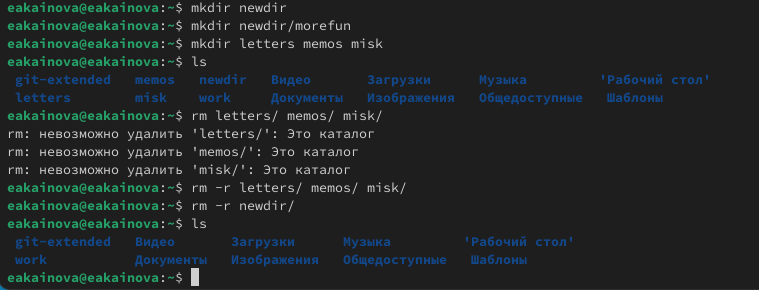 eakainova@eakainova:~$ mkdir newdir
eakainova@eakainova:~$ mkdir newdir/morefun
eakainova@eakainova:~$ mkdir letters memos misk
eakainova@eakainova:~$ ls
git-extended memos newdir Видео Загрузки Музыка 'Рабочий стол'
letters misk work Документы Изображения Общедоступные Шаблоны
eakainova@eakainova:~$ rm letters/ memos/ misk/
rm: невозможно удалить 'letters/': Это каталог
rm: невозможно удалить 'memos/': Это каталог
rm: невозможно удалить 'misk/': Это каталог
eakainova@eakainova:~$ rm -r letters/ memos/ misk/
eakainova@eakainova:~$ rm -r newdir/
eakainova@eakainova:~$ ls
git-extended Видео Загрузки Музыка 'Рабочий стол'
work Документы Изображения Общедоступные Шаблоны
eakainova@eakainova:~$